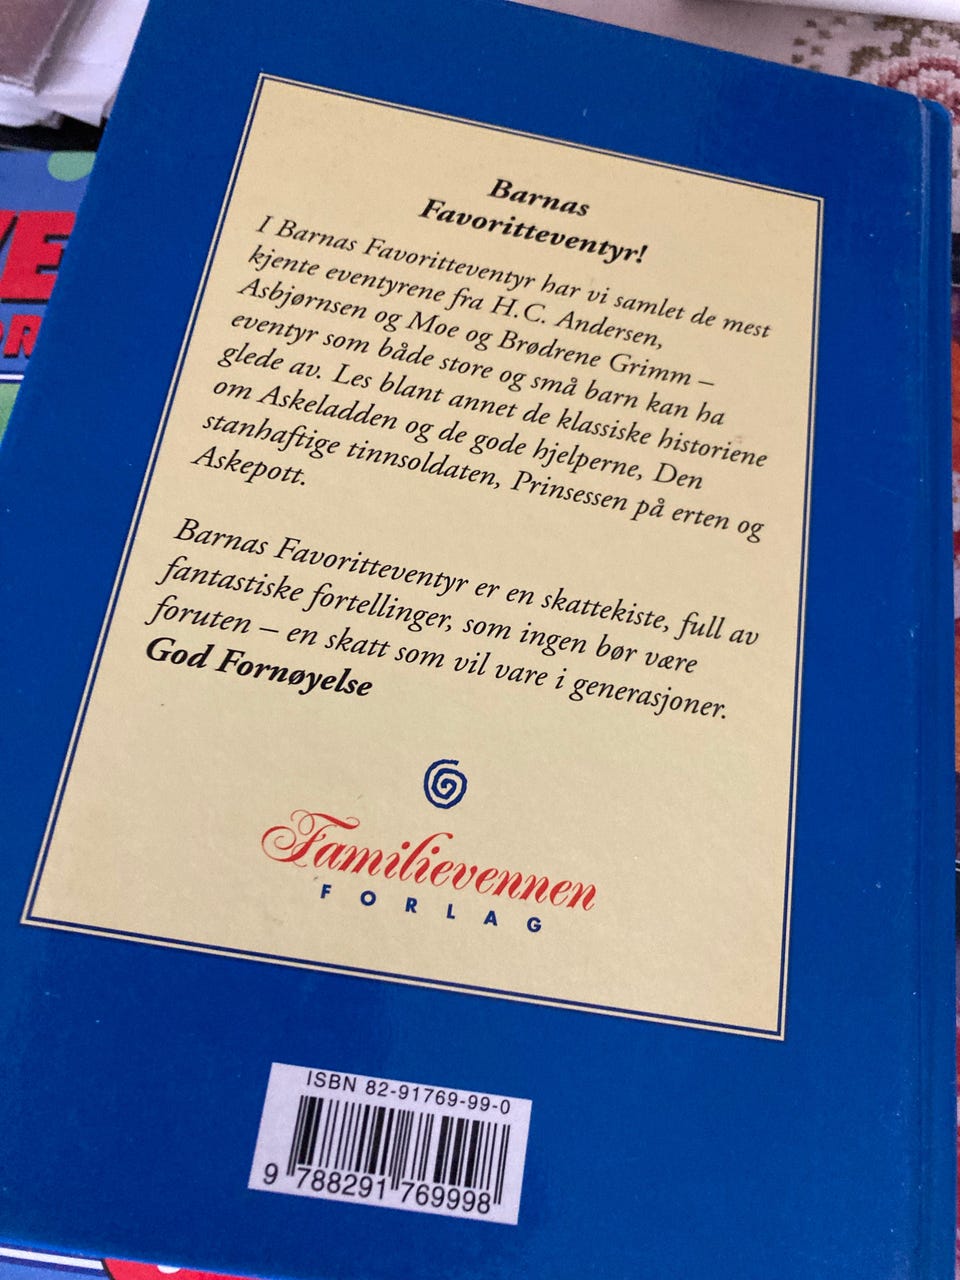 Barnas
Favoritteventyr!
I Barnas Favoritteventyr har vi samlet de mest
kjente eventyrene fra H.C. Andersen,
Asbjørnsen og Moe og Brødrene Grimm –
eventyr som både store og små barn kan ha
glede av. Les blant annet de klassiske historiene
om Askeladden og de gode hjelperne, Den
stanhaftige tinnsoldaten, Prinsessen på erten og
Askepott.
Barnas Favoritteventyr er en skattekiste, full av
fantastiske fortellinger, som ingen bør være
foruten – en skatt som vil vare i generasjoner.
God Fornøyelse
Familievennen
FORLAG
ISBN 82-91769-99-0
9 788291 769998